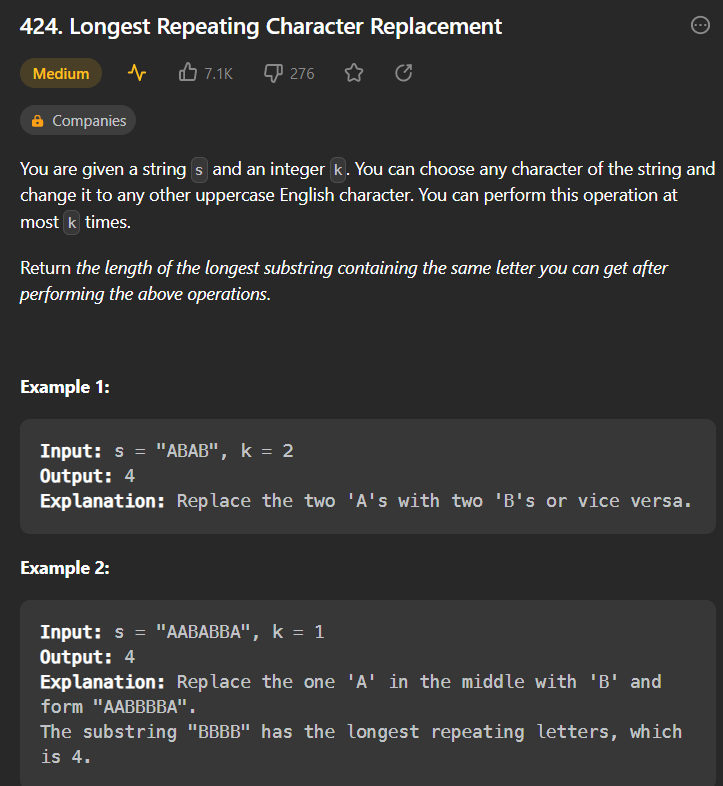 424. Longest Repeating Character Replacement
Medium 7.1K 276
Companies
You are given a string s and an integer k. You can choose any character of the string and
change it to any other uppercase English character. You can perform this operation at
most k times.
Return the length of the longest substring containing the same letter you can get after
performing the above operations.
Example 1:
Input: s = "ABAB", k = 2
Output: 4
Explanation: Replace the two 'A's with two 'B's or vice versa.
Example 2:
Input: s = "AABABBA", k = 1
Output: 4
Explanation: Replace the one 'A' in the middle with 'B' and
form "AABBBBA".
The substring "BBBB" has the longest repeating letters, which
is 4.